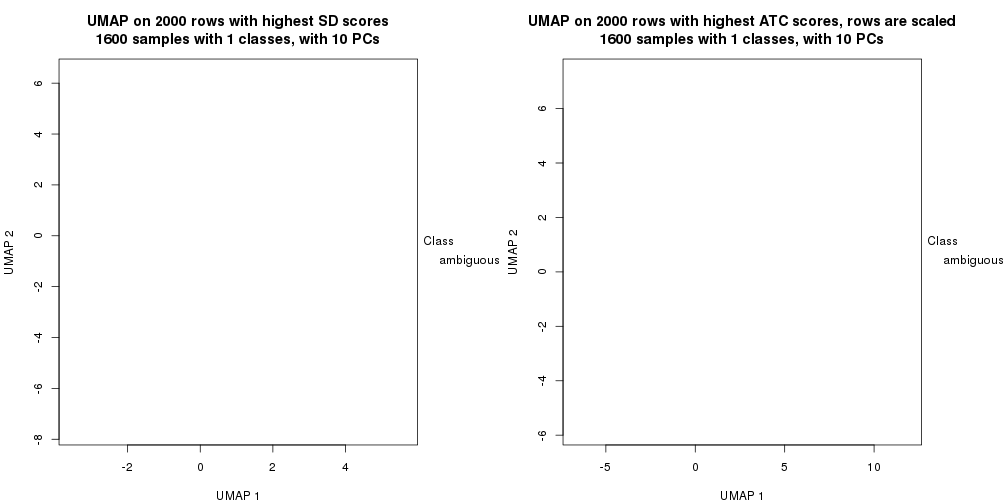 UMAP on 2000 rows with highest SD scores
1600 samples with 1 classes, with 10 PCs
6
4
2
0
-2
-4
-6
-8
UMAP 2
-2
0
2
4
UMAP 1
Class
ambiguous
UMAP on 2000 rows with highest ATC scores, rows are scaled
1600 samples with 1 classes, with 10 PCs
6
4
2
0
-2
-4
-6
UMAP 2
-5
0
5
10
UMAP 1
Class
ambiguous